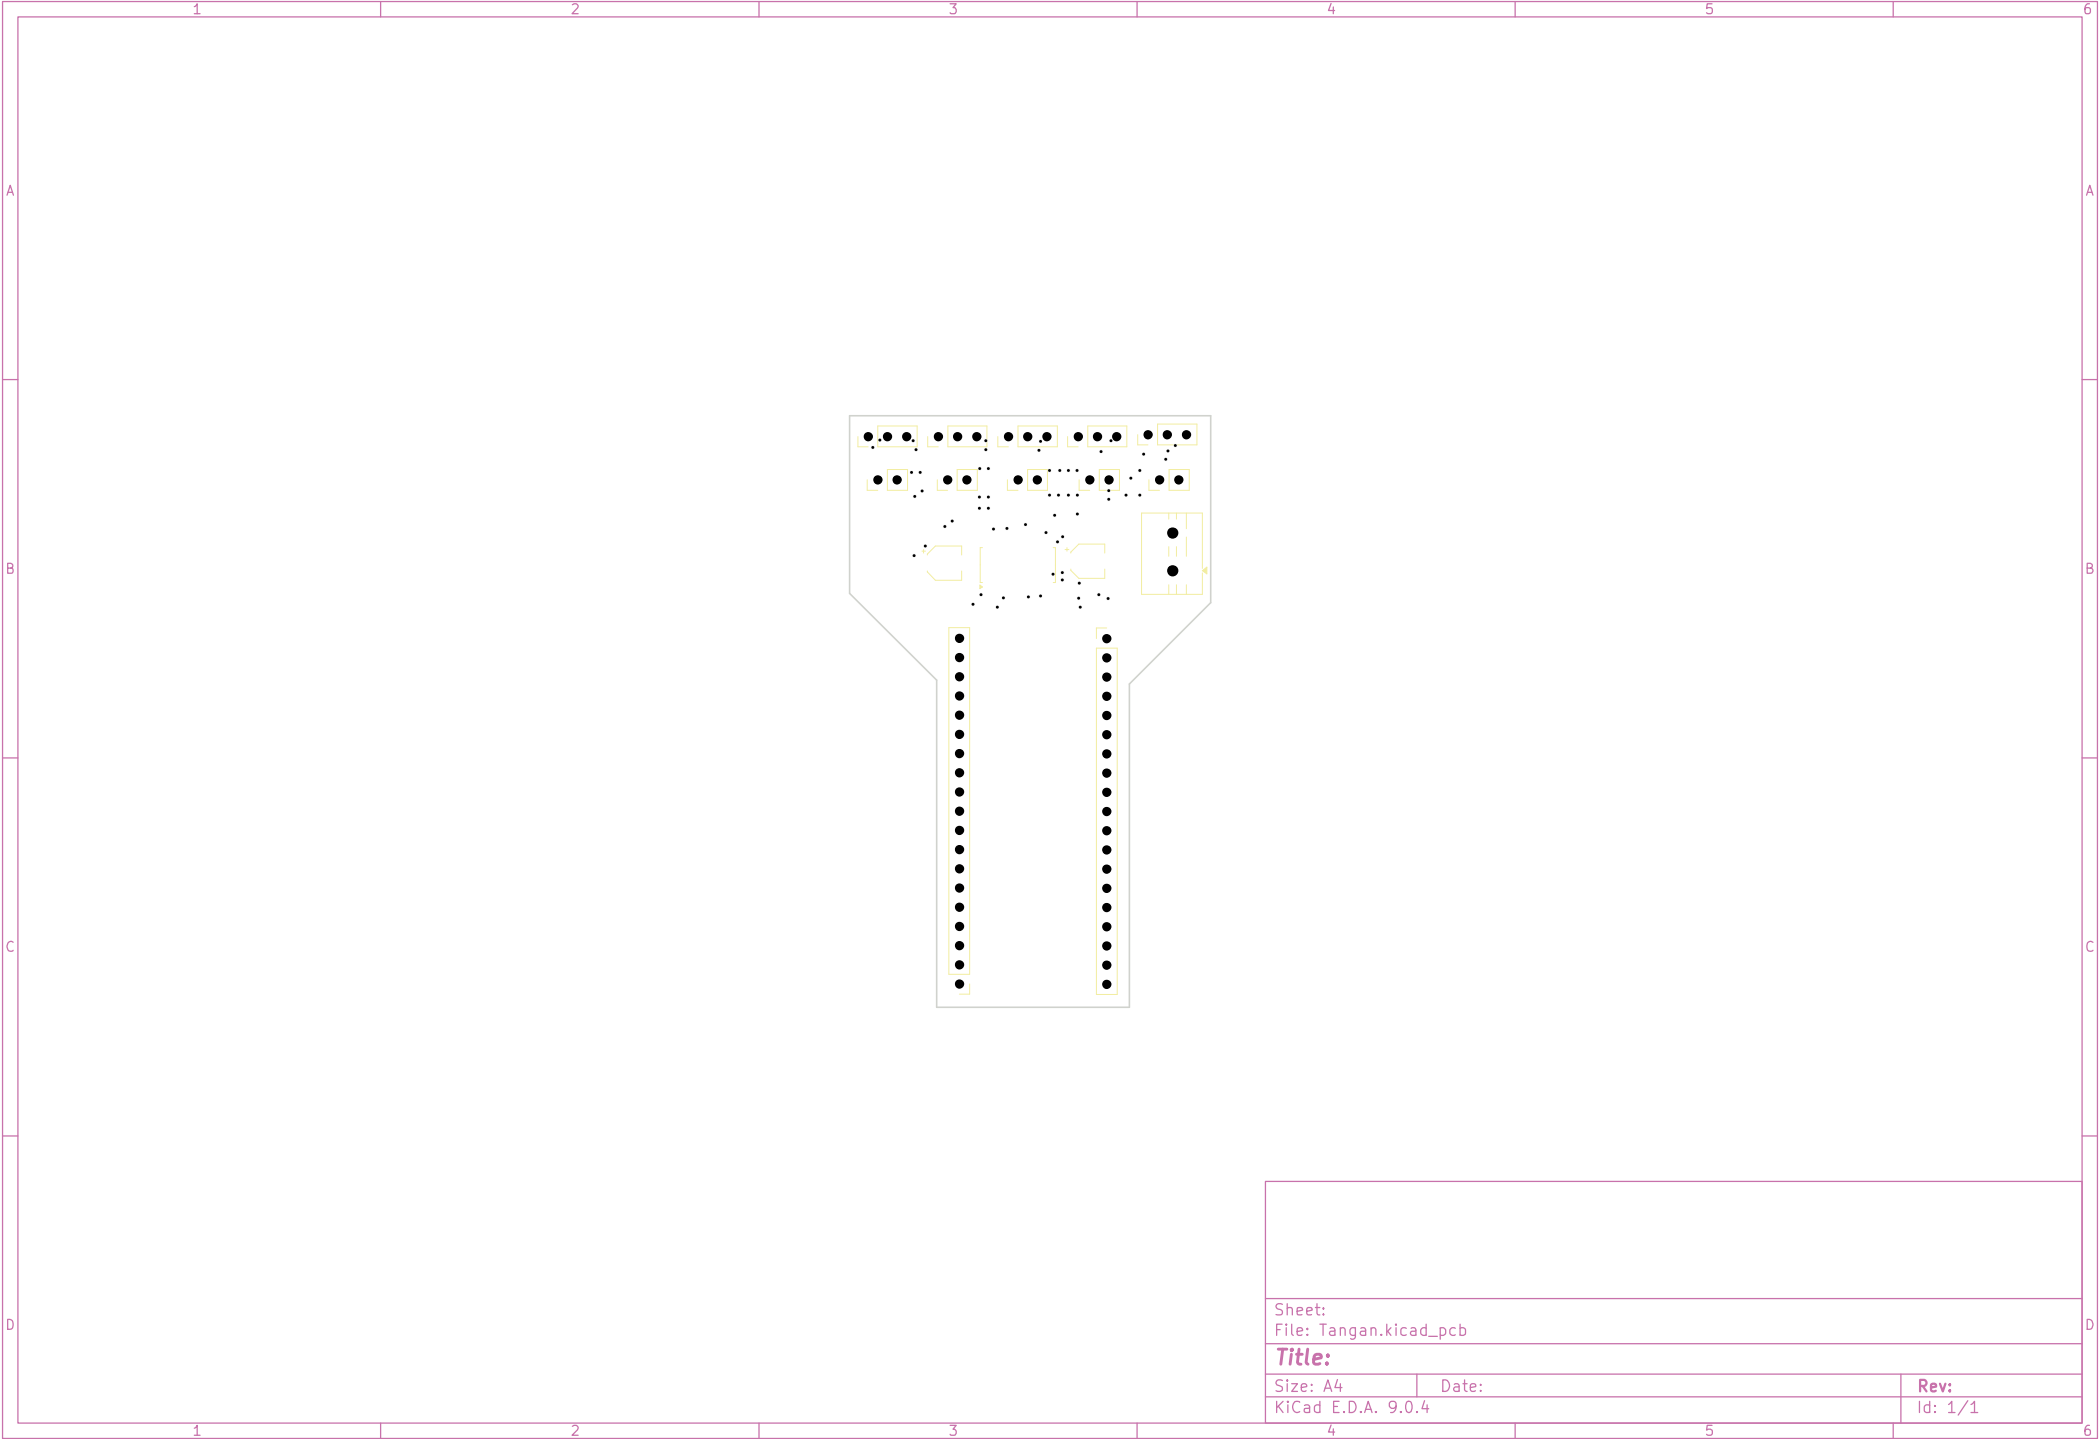 1 2 3 4 5 6
A A
B B
C C
D D
Sheet:
File: Tangan.kicad_pcb
Title:
Size: A4 Date: Rev:
KiCad E.D.A. 9.0.4 Id: 1/1
1 2 3 4 5 6